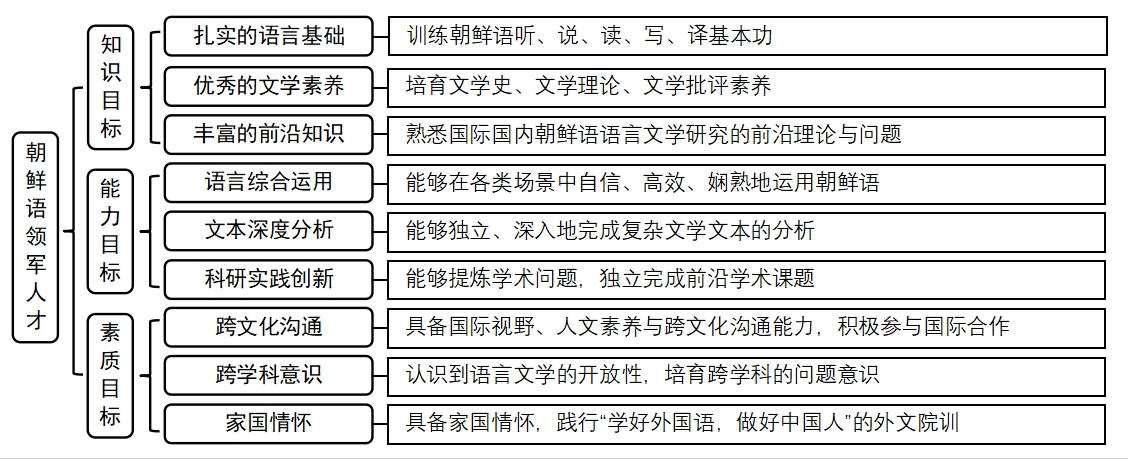 朝鲜语领军人才
知识目标
扎实的语言基础
训练朝鲜语听、说、读、写、译基本功
优秀的文学素养
培育文学史、文学理论、文学批评素养
丰富的前沿知识
熟悉国际国内朝鲜语语言文学研究的前沿理论与问题
能力目标
语言综合运用
能够在各类场景中自信、高效、娴熟地运用朝鲜语
文本深度分析
能够独立、深入地完成复杂文学文本的分析
科研实践创新
能够提炼学术问题，独立完成前沿学术课题
素质目标
跨文化沟通
具备国际视野、人文素养与跨文化沟通能力，积极参与国际合作
跨学科意识
认识到语言文学的开放性，培育跨学科的问题意识
家国情怀
具备家国情怀，践行“学好外国语，做好中国人”的外文院训